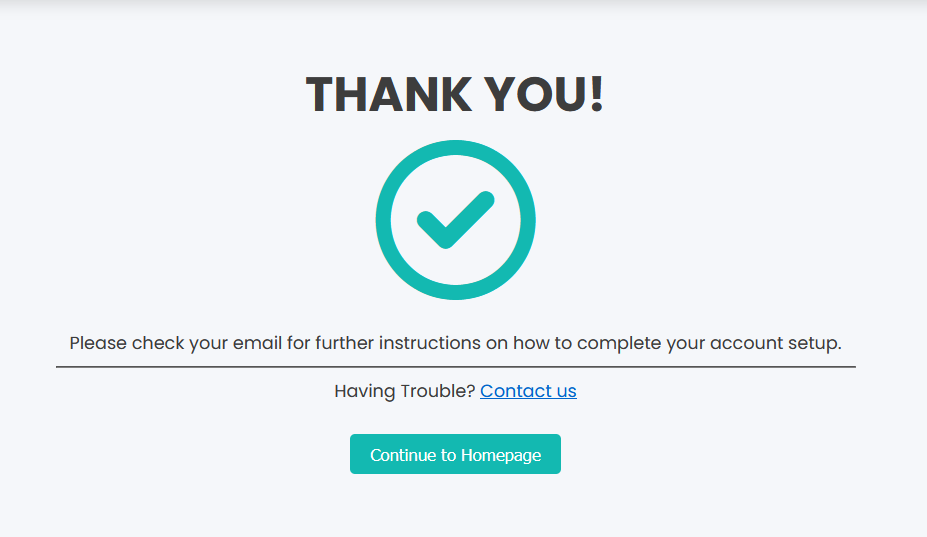 THANK YOU!
Please check your email for further instructions on how to complete your account setup.
Having Trouble? Contact us
Continue to Homepage